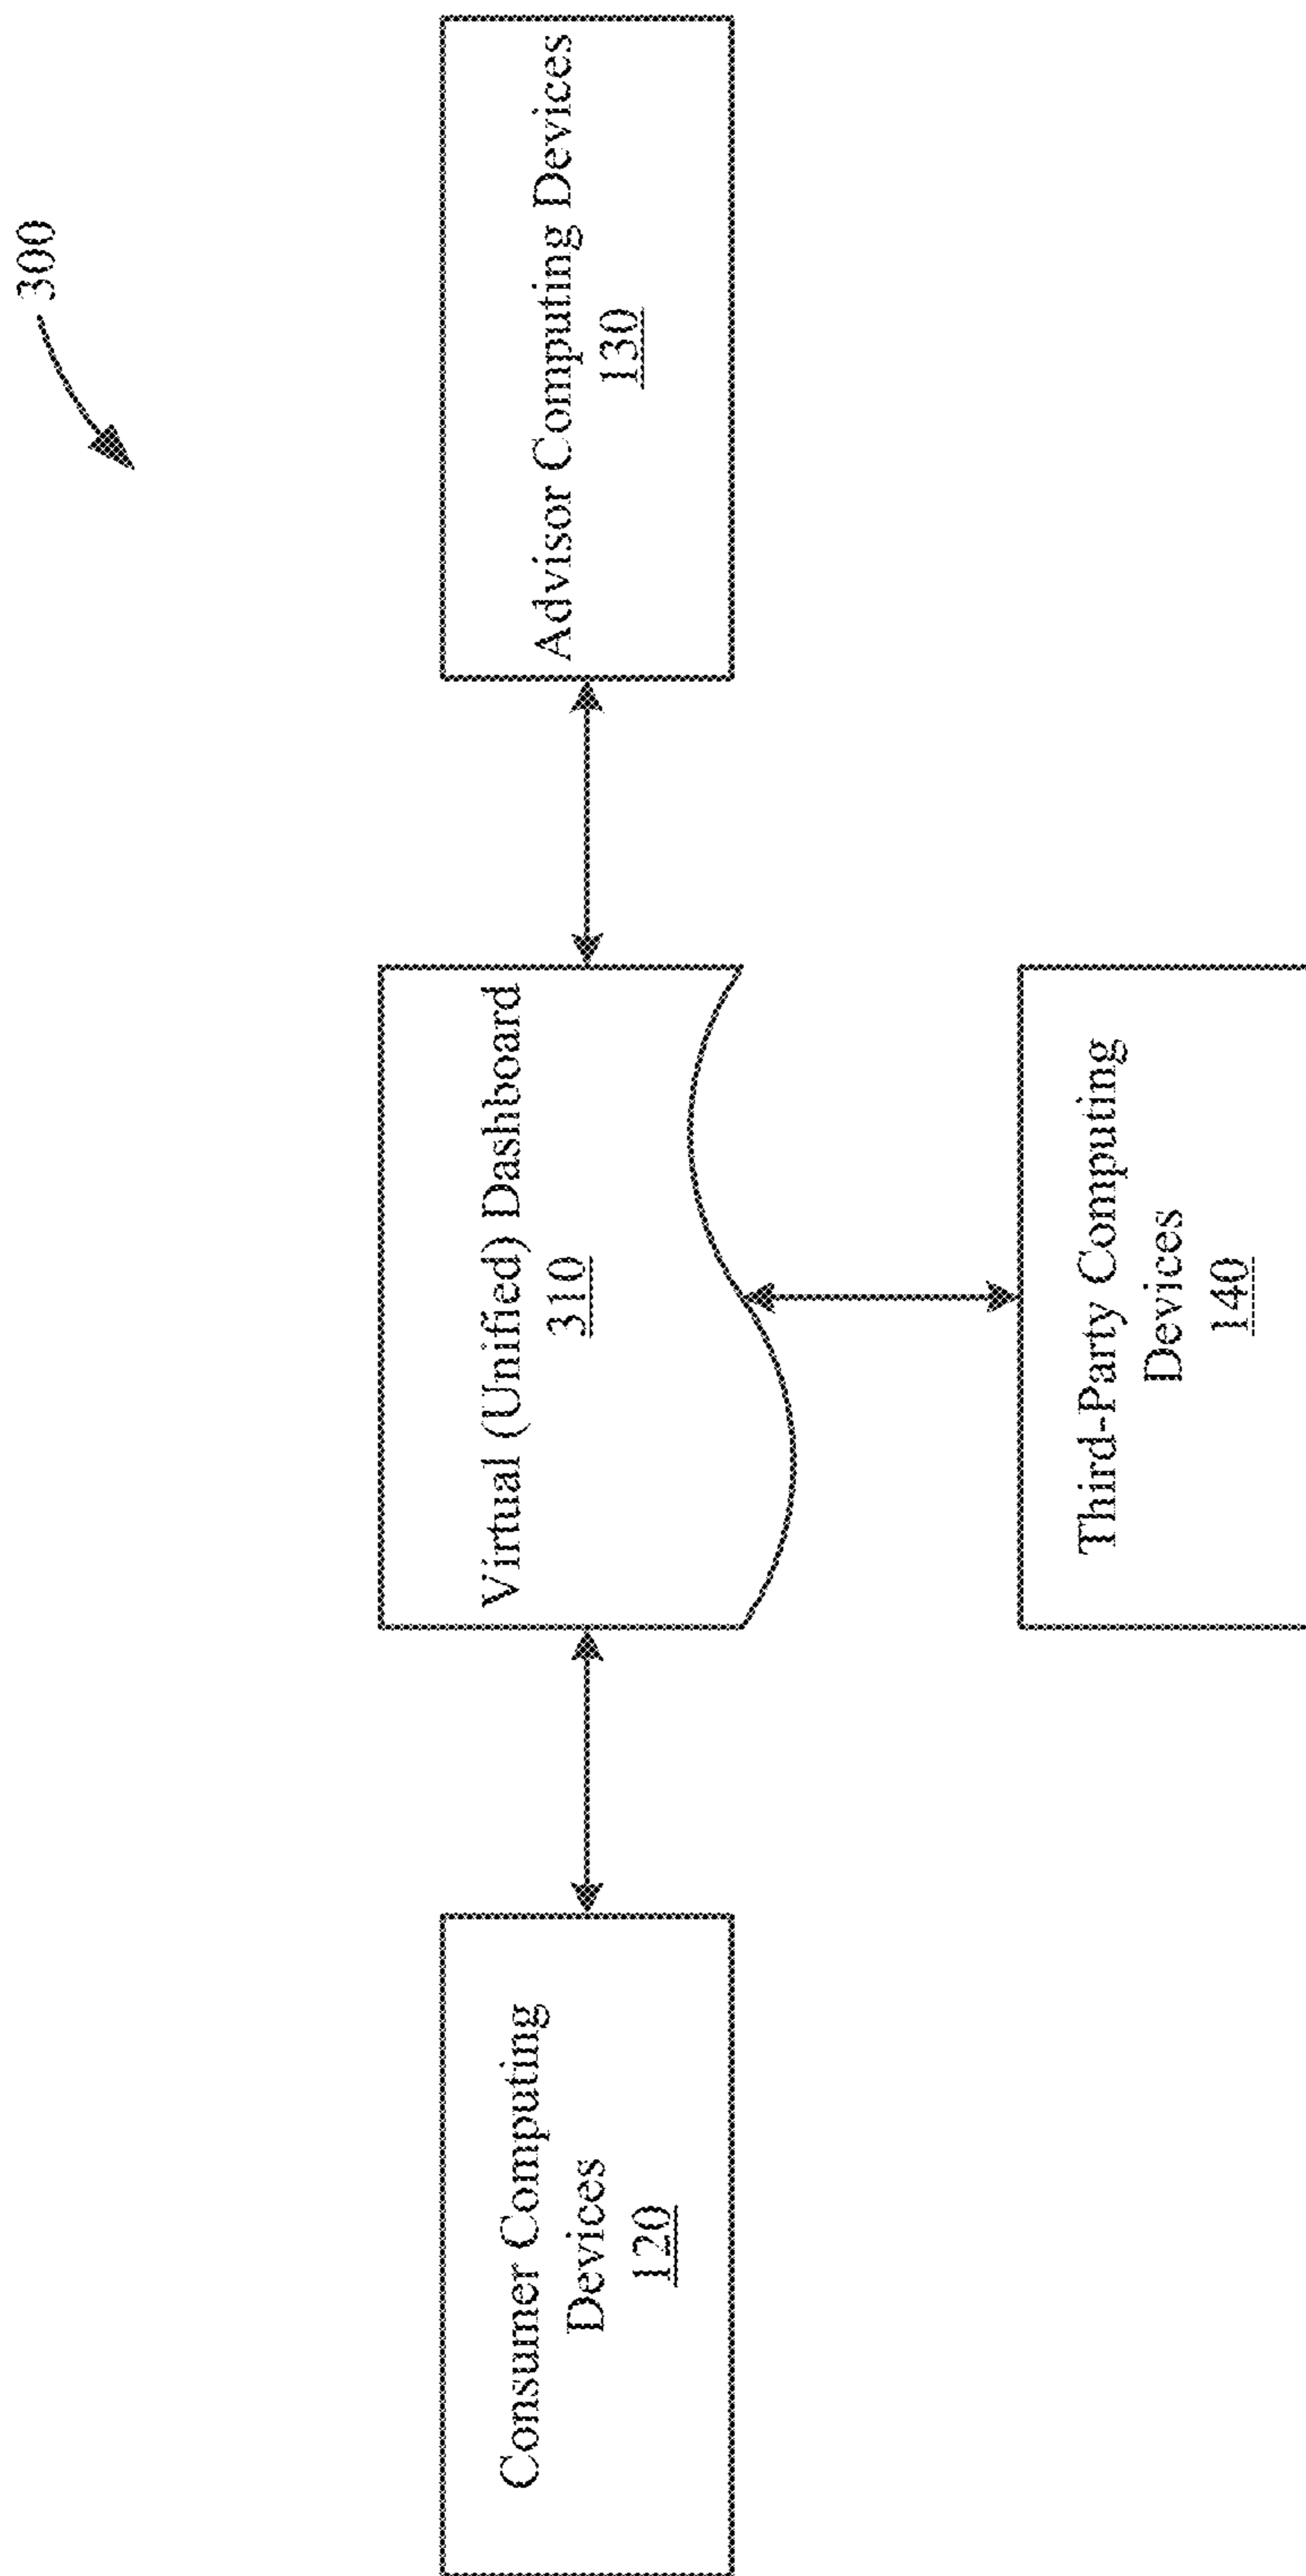 300
Consumer Computing
Devices
120
Virtual (Unified) Dashboard
310
Advisor Computing Devices
130
Third-Party Computing
Devices
140